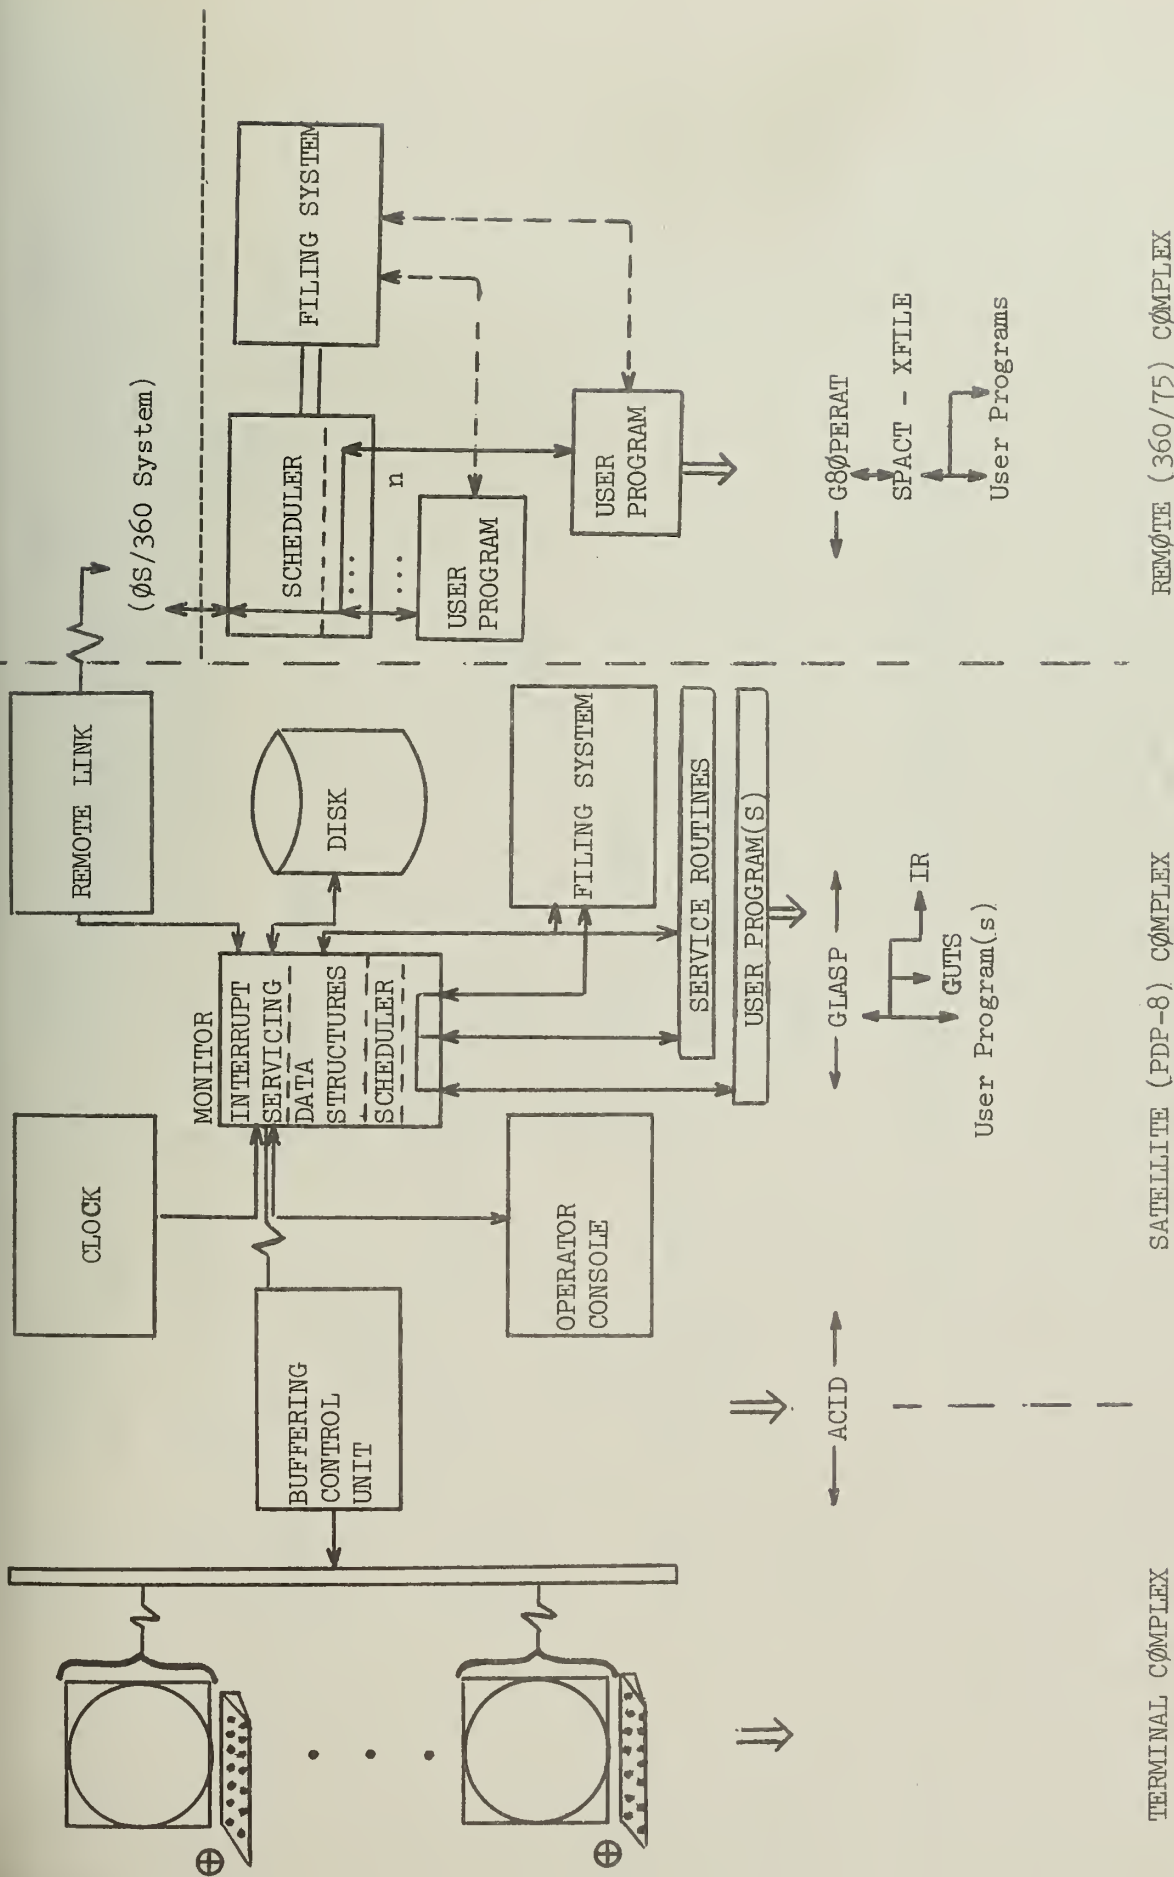 REMOTE LINK
(ØS/360 System)
CLOCK
MONITOR
INTERRUPT
SERVICING
DATA
STRUCTURES
SCHEDULER
DISK
SCHEDULER
FILING SYSTEM
n
.... ....
USER
PROGRAM
USER
PROGRAM
BUFFERING
CONTROL
UNIT
OPERATOR
CONSOLE
FILING SYSTEM
SERVICE ROUTINES
USER PROGRAM(S)
ACID
GLASP
IR
GUTS
User Program(s)
G8ØPERAT
SPACT - XFILE
User Programs
TERMINAL CØMPLEX
SATELLITE (PDP-8) CØMPLEX
REMØTE (360/75) CØMPLEX